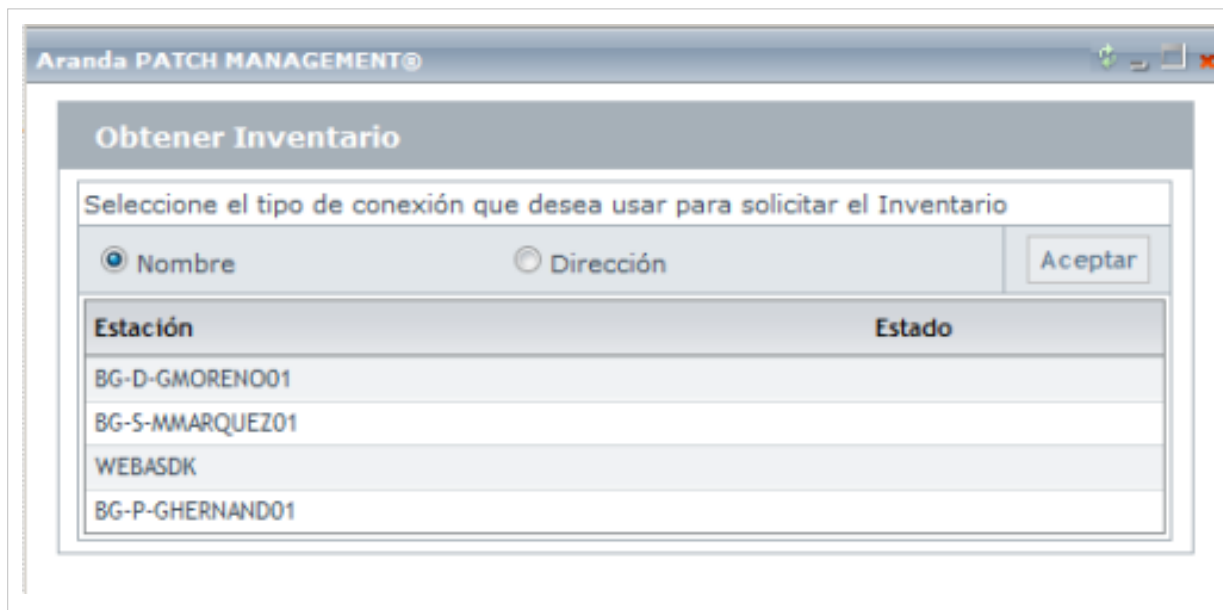 Aranda PATCH MANAGEMENT®
Obtener Inventario
Seleccione el tipo de conexión que desea usar para solicitar el Inventario
Nombre Dirección Aceptar
Estación Estado
BG-D-GMORENO01
BG-S-MMARQUEZ01
WEBASDK
BG-P-GHERNAND01